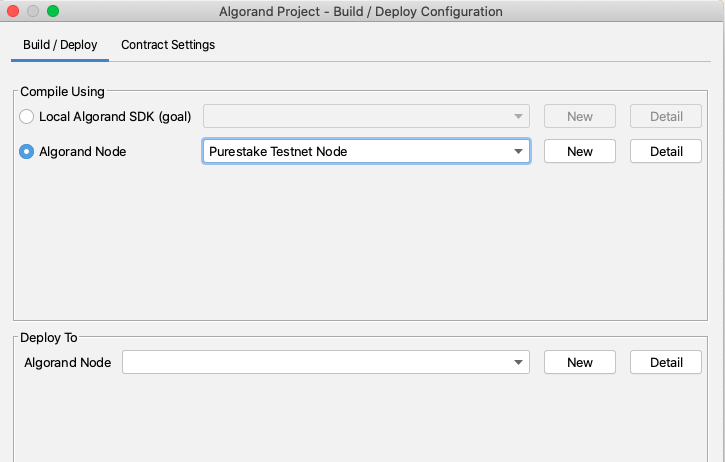 Algorand Project - Build / Deploy Configuration
Build / Deploy Contract Settings
Compile Using
Local Algorand SDK (goal) New Detail
Algorand Node Purestake Testnet Node New Detail
Deploy To
Algorand Node New Detail